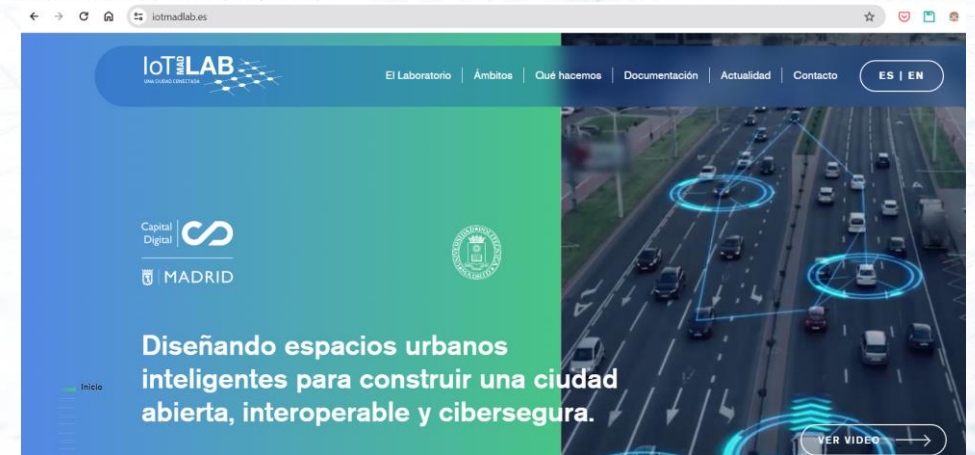 iotmadlab.es
IoT MAD LAB
UNA CIUDAD CONECTADA
El Laboratorio | Ámbitos | Qué hacemos | Documentación | Actualidad | Contacto
ES | EN
Capital
Digital
MADRID
Diseñando espacios urbanos
inteligentes para construir una ciudad
abierta, interoperable y cibersegura.
Inicio
VER VIDEO